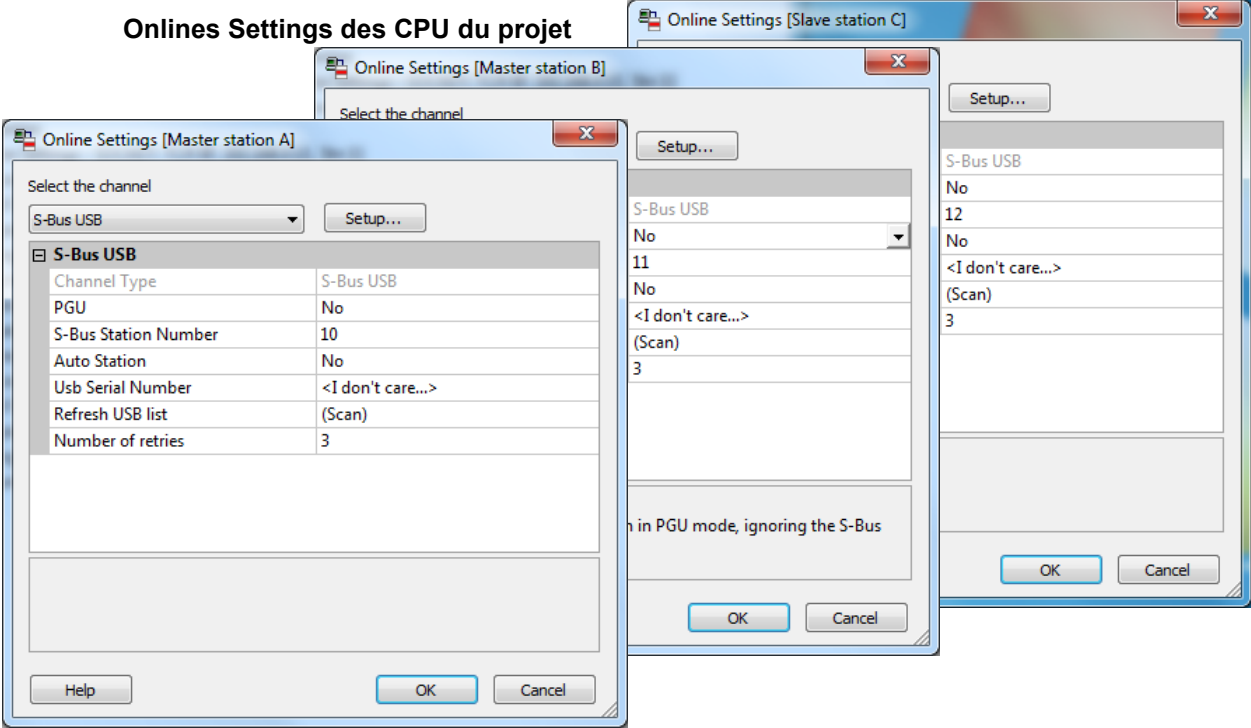 Onlines Settings des CPU du projet
Online Settings [Slave station C]
Setup...
S-Bus USB
No
12
No
<I don't care...>
(Scan)
3
OK Cancel
Online Settings [Master station B]
Select the channel
Setup...
S-Bus USB
No
11
No
<I don't care...>
(Scan)
3
in PGU mode, ignoring the S-Bus
OK Cancel
Online Settings [Master station A]
Select the channel
S-Bus USB Setup...
S-Bus USB
Channel Type S-Bus USB
PGU No
S-Bus Station Number 10
Auto Station No
Usb Serial Number <I don't care...>
Refresh USB list (Scan)
Number of retries 3
Help OK Cancel